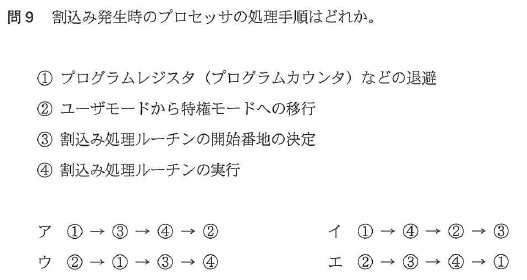 問9 割込み発生時のプロセッサの処理手順はどれか。
① プログラムレジスタ（プログラムカウンタ）などの退避
② ユーザモードから特権モードへの移行
③ 割込み処理ルーチンの開始番地の決定
④ 割込み処理ルーチンの実行
ア ① → ③ → ④ → ② イ ① → ④ → ② → ③
ウ ② → ① → ③ → ④ エ ② → ③ → ④ → ①